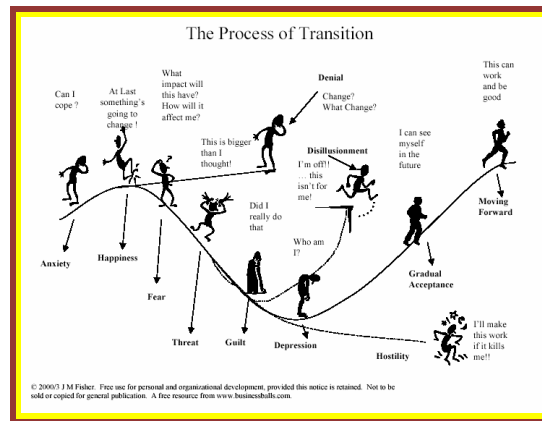 The Process of Transition
Can I
cope ?
At Last
something's
going to
change !
What
impact will
this have?
How will it
affect me?
This is bigger
than I
thought!
Denial
Change?
What Change?
Disillusionment
I'm off!!
... this
isn't for
me!
I can see
myself
in the
future
This can
work
and be
good
Did I
really do
that
Who am
I?
Moving
Forward
Anxiety
Happiness
Fear
Threat
Guilt
Depression
Gradual
Acceptance
Hostility
I'll make
this work
if it kills
me!!
© 2000/3 J M Fisher. Free use for personal and organizational development, provided this notice is retained. Not to be
sold or copied for general publication. A free resource from www.businessballs.com.